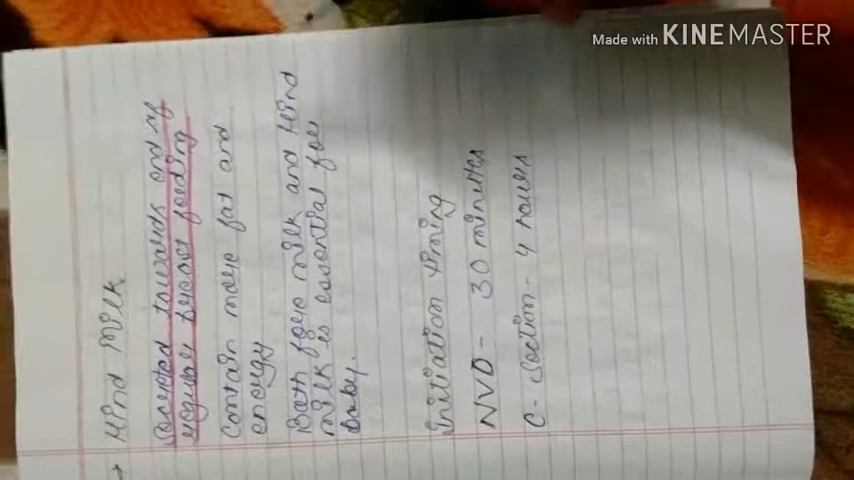 Made with KINEMASTER
→ Hind Milk
Secreted towards end of
regular breast feeding
Contain more fat and
energy
Both fore milk and Hind
milk is essential for
baby.
Initiation timing
NVD - 30 minutes
C- Section - 4 hours